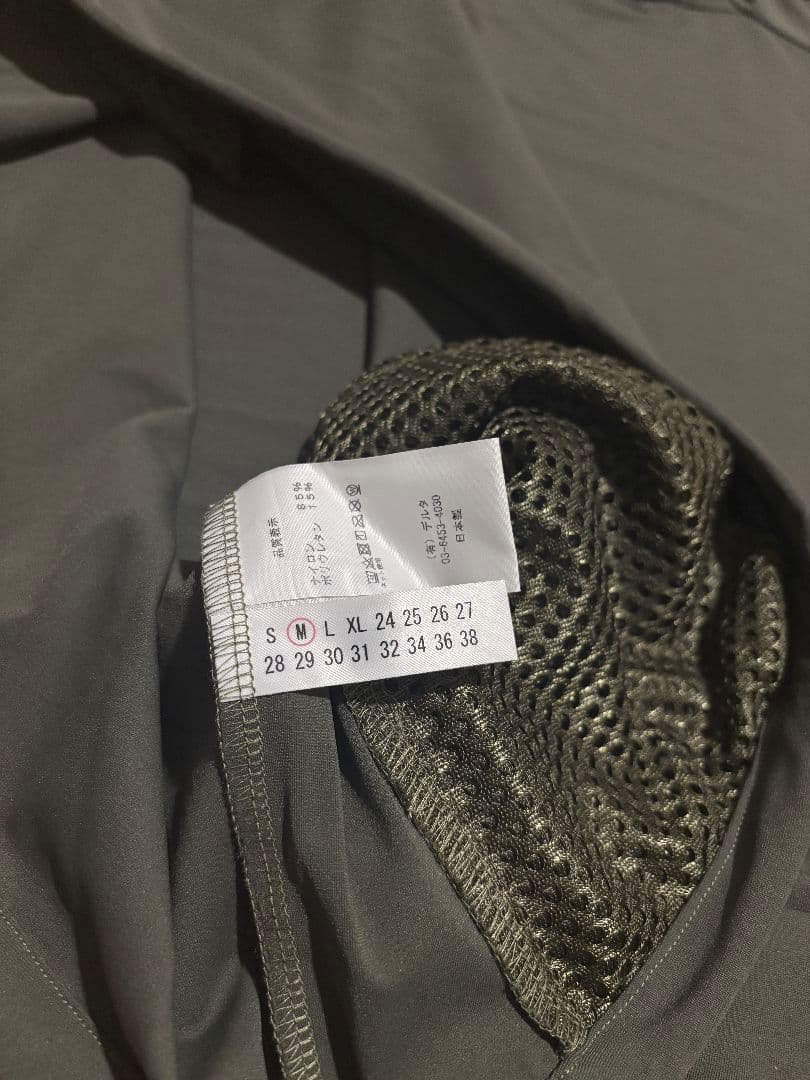 品質表示
ナイロン 85%
ポリウレタン 15%
(有)デルタ
03-6453-4030
日本製
S M L XL 24 25 26 27
28 29 30 31 32 34 36 38